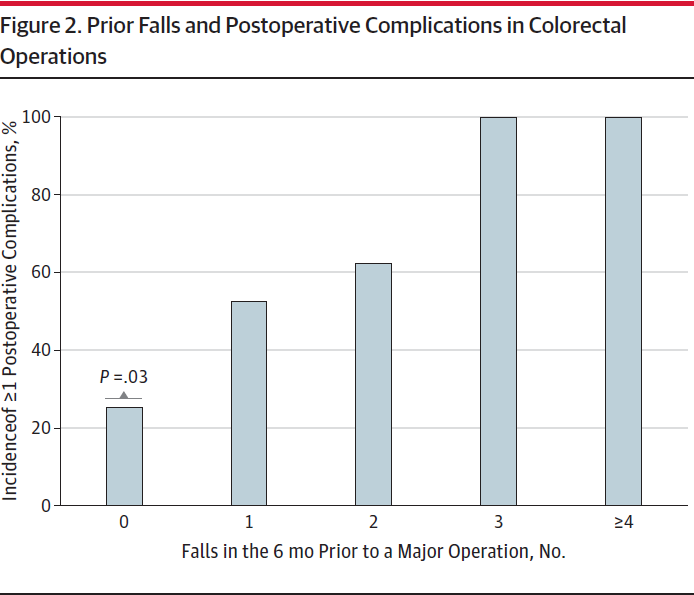 Figure 2. Prior Falls and Postoperative Complications in Colorectal
Operations
Incidenceof ≥1 Postoperative Complications, %
100
80
60
40
20
0
P =.03
0
1
2
3
≥4
Falls in the 6 mo Prior to a Major Operation, No.